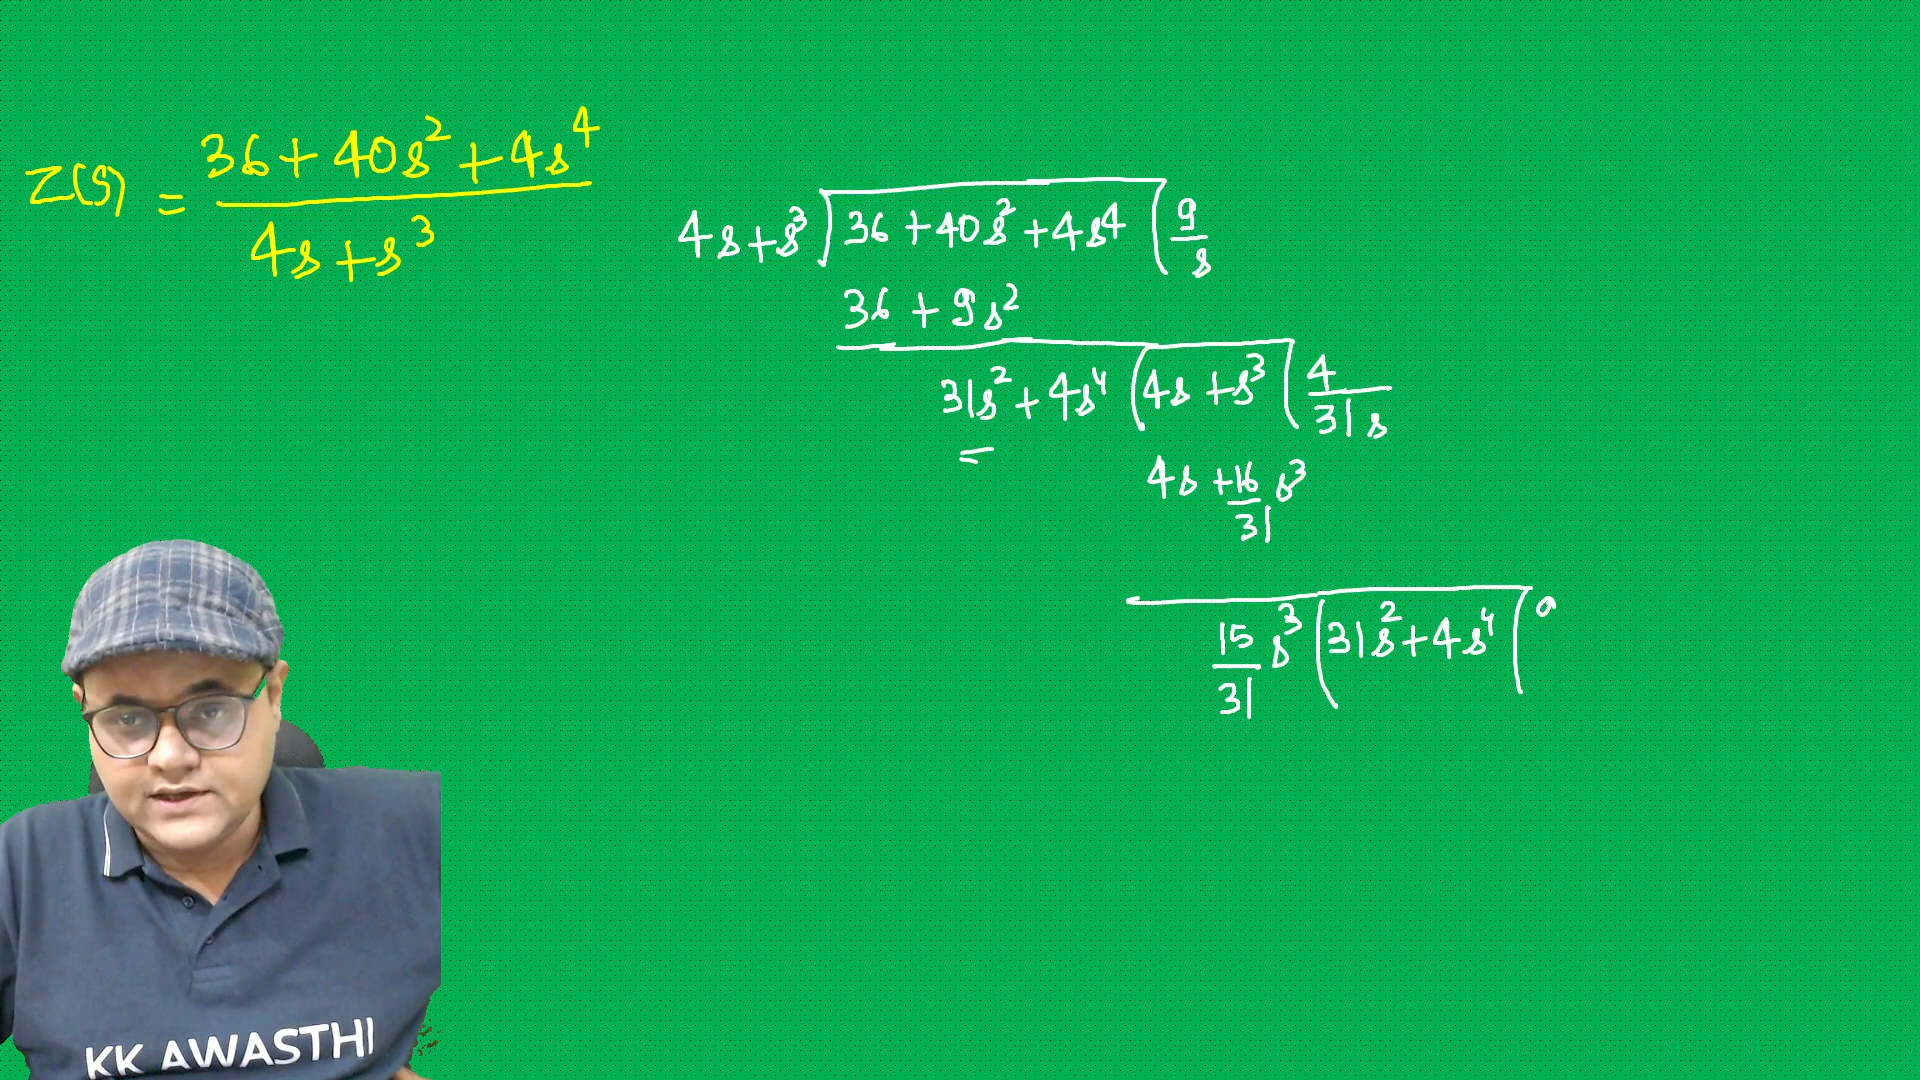 Z(S) = (36 + 40s² + 4s⁴) / (4s + s³)
4s + s³ ) 36 + 40s² + 4s⁴ ( 9/s
36 + 9s²
31s² + 4s⁴ ( 4s + s³ ( 4/31s
4s + 16/31 s³
15/31 s³ ( 31s² + 4s⁴ (
KK AWASTHI